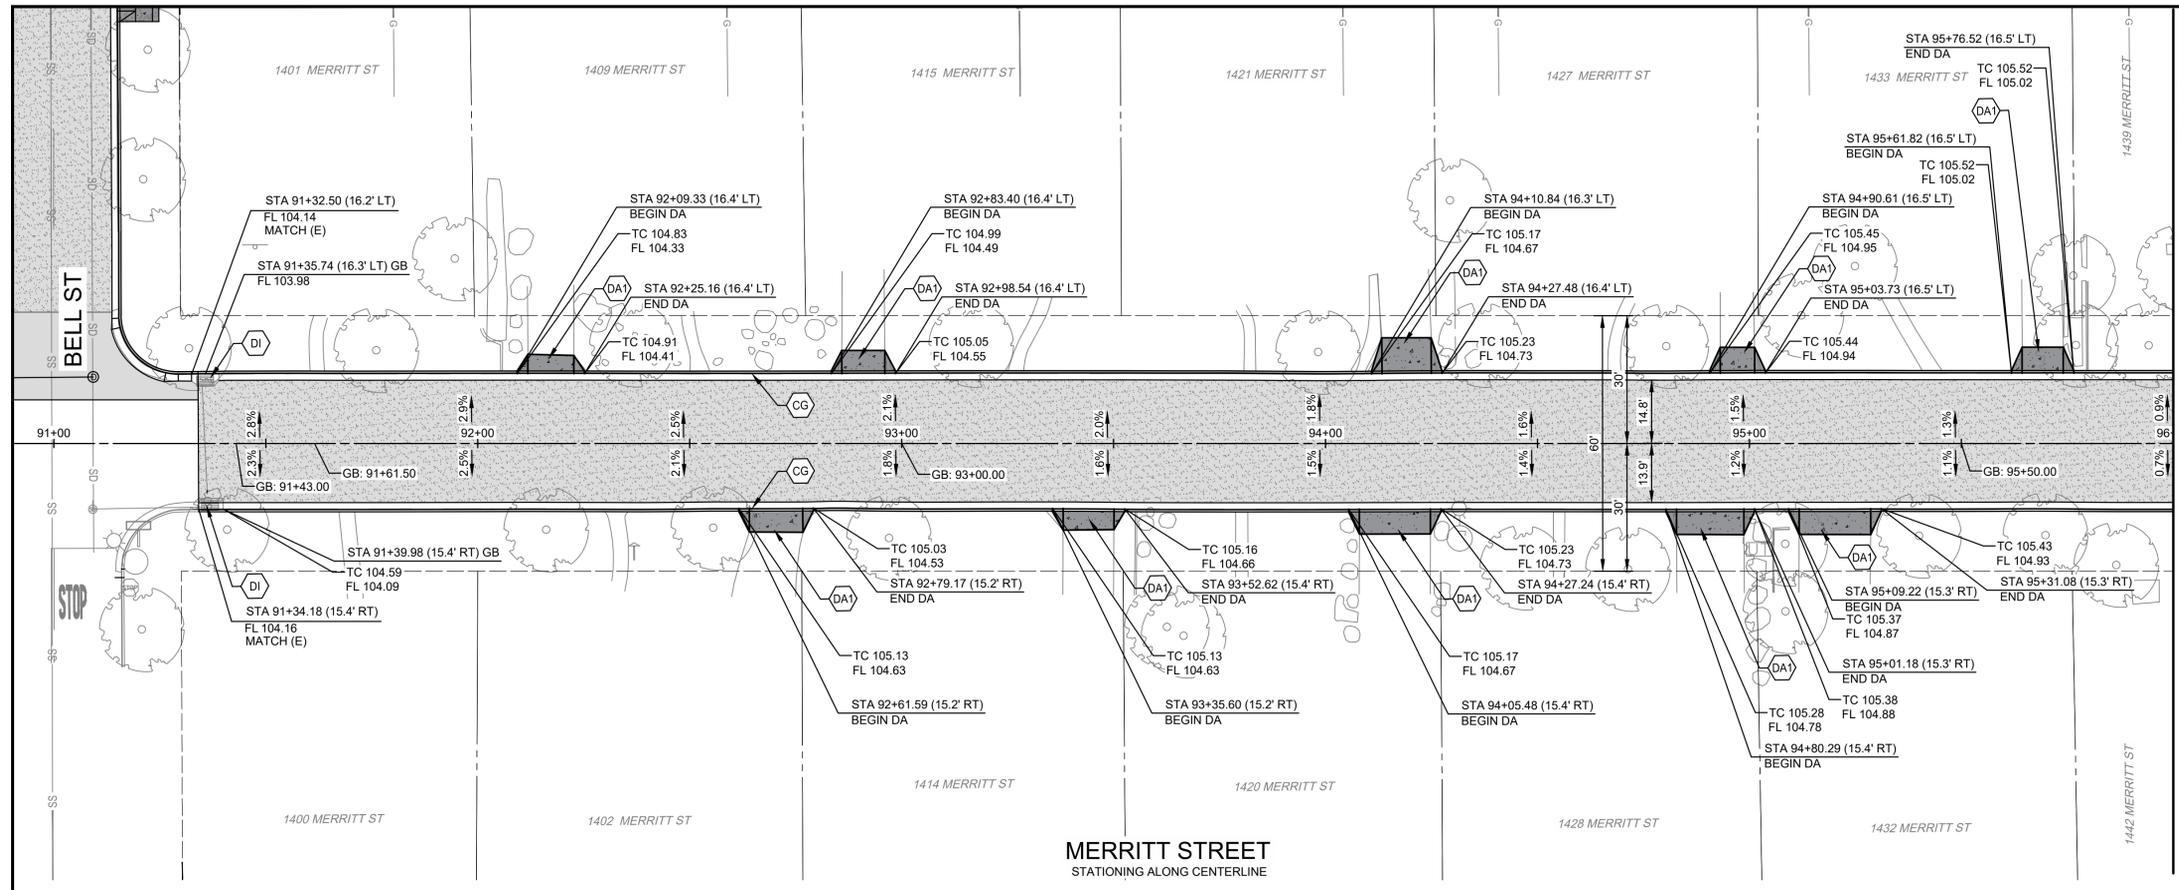 G
G
G
G
G
G
SD
SS
1401 MERRITT ST
1409 MERRITT ST
1415 MERRITT ST
1421 MERRITT ST
1427 MERRITT ST
1433 MERRITT ST
1439 MERRITT ST
STA 95+76.52 (16.5' LT)
END DA
TC 105.52
FL 105.02
DA1
STA 95+61.82 (16.5' LT)
BEGIN DA
TC 105.52
FL 105.02
SD
SS
STA 91+32.50 (16.2' LT)
FL 104.14
MATCH (E)
STA 91+35.74 (16.3' LT) GB
FL 103.98
DI
STA 92+09.33 (16.4' LT)
BEGIN DA
TC 104.83
FL 104.33
DA1
STA 92+25.16 (16.4' LT)
END DA
TC 104.91
FL 104.41
STA 92+83.40 (16.4' LT)
BEGIN DA
TC 104.99
FL 104.49
DA1
STA 92+98.54 (16.4' LT)
END DA
TC 105.05
FL 104.55
STA 94+10.84 (16.3' LT)
BEGIN DA
TC 105.17
FL 104.67
DA1
STA 94+27.48 (16.4' LT)
END DA
TC 105.23
FL 104.73
STA 94+90.61 (16.5' LT)
BEGIN DA
TC 105.45
FL 104.95
DA1
STA 95+03.73 (16.5' LT)
END DA
TC 105.44
FL 104.94
BELL ST
SD
SS
CG
30'
14.8'
60'
13.9'
30'
2.8%
2.9%
2.5%
2.1%
2.0%
1.8%
1.6%
1.5%
1.3%
0.9%
91+00
92+00
93+00
94+00
95+00
96
2.3%
2.5%
2.1%
1.8%
1.6%
1.5%
1.4%
1.2%
1.1%
0.7%
GB: 91+43.00
GB: 91+61.50
GB: 93+00.00
GB: 95+50.00
CG
SD
SS
STOP
STOP
SS
SS
STA 91+39.98 (15.4' RT) GB
TC 104.59
FL 104.09
DI
STA 91+34.18 (15.4' RT)
FL 104.16
MATCH (E)
TC 105.03
FL 104.53
STA 92+79.17 (15.2' RT)
END DA
DA1
TC 105.13
FL 104.63
STA 92+61.59 (15.2' RT)
BEGIN DA
TC 105.16
FL 104.66
STA 93+52.62 (15.4' RT)
END DA
DA1
TC 105.13
FL 104.63
STA 93+35.60 (15.2' RT)
BEGIN DA
TC 105.23
FL 104.73
STA 94+27.24 (15.4' RT)
END DA
DA1
TC 105.17
FL 104.67
STA 94+05.48 (15.4' RT)
BEGIN DA
DA1
TC 105.43
FL 104.93
STA 95+31.08 (15.3' RT)
END DA
STA 95+09.22 (15.3' RT)
BEGIN DA
TC 105.37
FL 104.87
DA1
STA 95+01.18 (15.3' RT)
END DA
TC 105.38
FL 104.88
TC 105.28
FL 104.78
STA 94+80.29 (15.4' RT)
BEGIN DA
1400 MERRITT ST
1402 MERRITT ST
1414 MERRITT ST
1420 MERRITT ST
1428 MERRITT ST
1432 MERRITT ST
1442 MERRITT ST
MERRITT STREET
STATIONING ALONG CENTERLINE